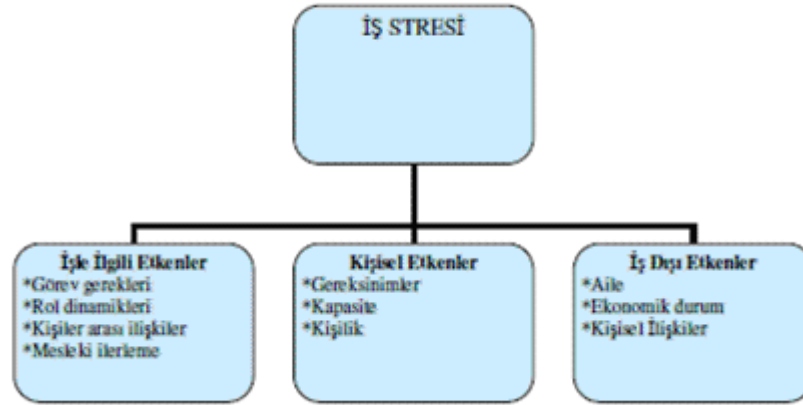 İŞ STRESİ
İşle İlgili Etkenler
*Görev gerekleri
*Rol dinamikleri
*Kişiler arası ilişkiler
*Mesleki ilerleme
Kişisel Etkenler
*Gereksinimler
*Kapasite
*Kişilik
İş Dışı Etkenler
*Aile
*Ekonomik durum
*Kişisel İlişkiler